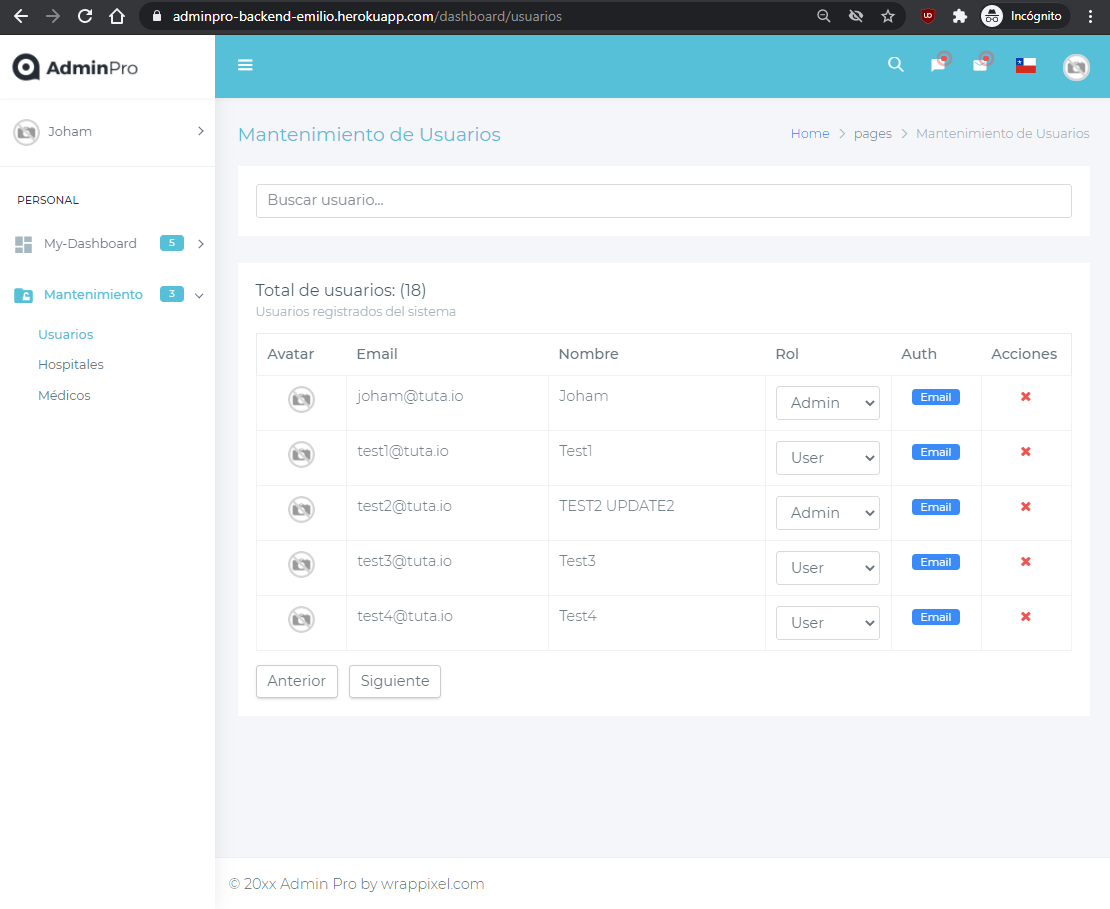 adminpro-backend-emilio.herokuapp.com/dashboard/usuarios
Incógnito
AdminPro
Joham
PERSONAL
My-Dashboard 5
Mantenimiento 3
Usuarios
Hospitales
Médicos
Mantenimiento de Usuarios
Home > pages > Mantenimiento de Usuarios
Buscar usuario...
Total de usuarios: (18)
Usuarios registrados del sistema
Avatar Email Nombre Rol Auth Acciones
joham@tuta.io Joham Admin Email
test1@tuta.io Test1 User Email
test2@tuta.io TEST2 UPDATE2 Admin Email
test3@tuta.io Test3 User Email
test4@tuta.io Test4 User Email
Anterior Siguiente
© 20xx Admin Pro by wrappixel.com